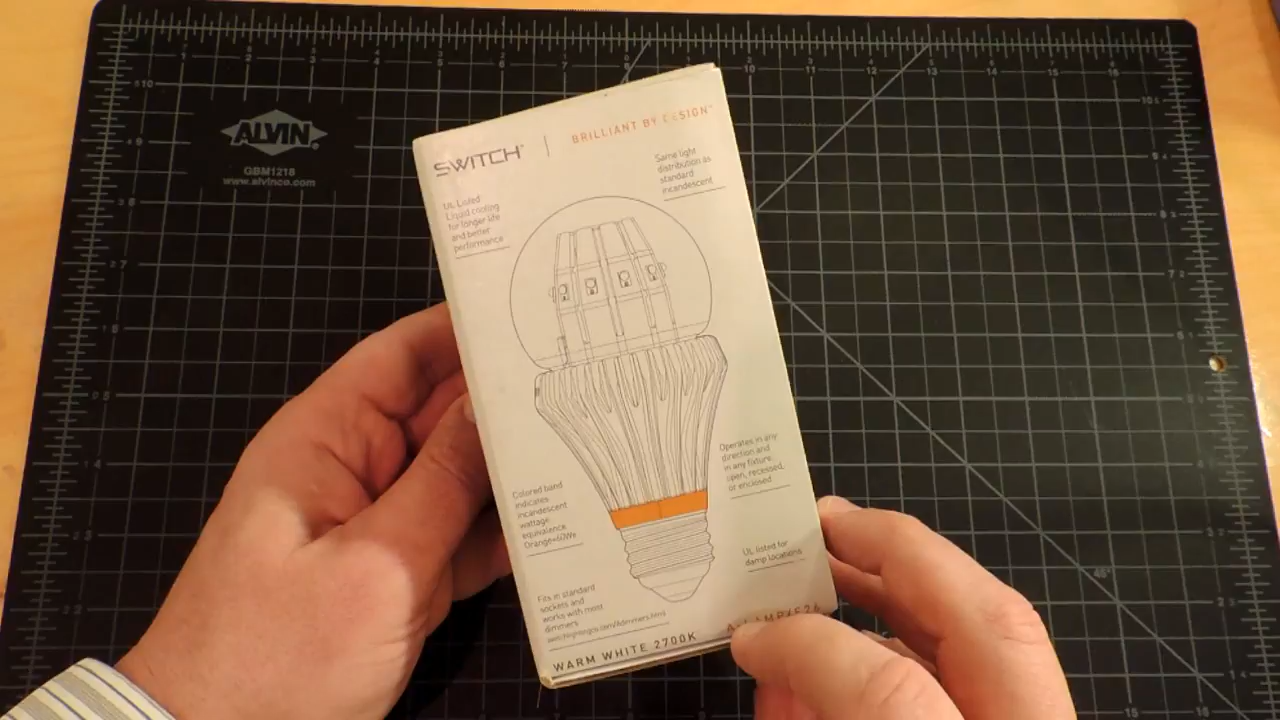 ALVIN
GBM1218
www.alvinco.com
SWITCH
BRILLIANT BY DESIGN
Same light
distribution as
standard
incandescent
UL Listed
Liquid cooling
for longer life
and better
performance
Operates in any
direction and
in any fixture:
open, recessed,
or enclosed
Colored band
indicates
incandescent
wattage
equivalence
Orange=60We
UL listed for
damp locations
Fits in standard
sockets and
works with most
dimmers
WARM WHITE 2700K